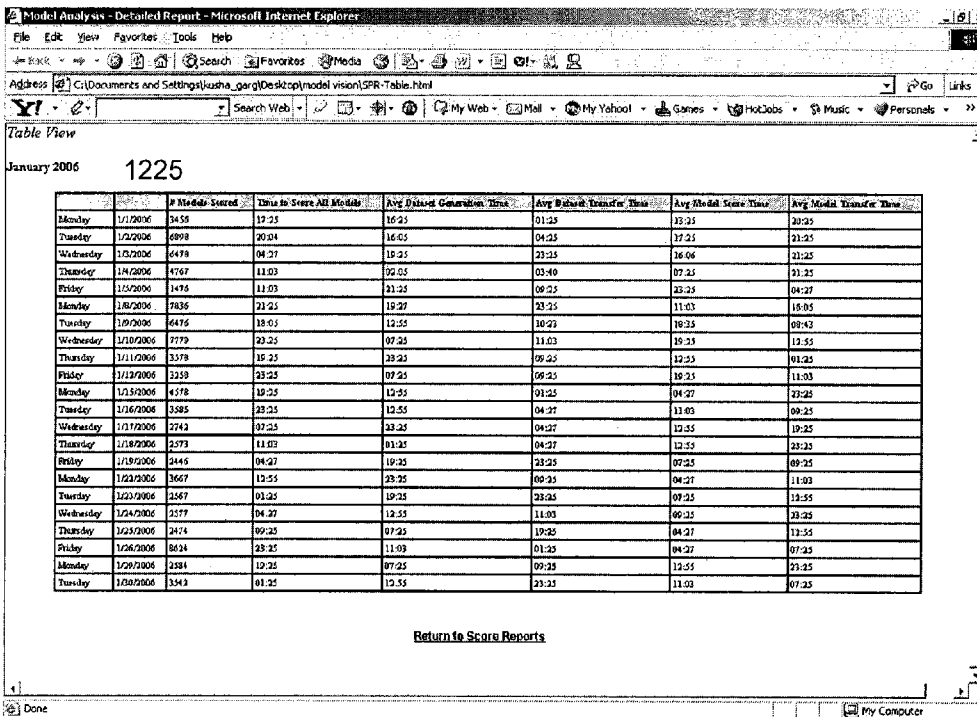 Model Analysis - Detailed Report - Microsoft Internet Explorer
File Edit View Favorites Tools Help
Back Search Favorites Media
Address C:\Documents and Settings\kusha_garg\Desktop\model vision\SPR-Table.html Go Links
Y! Search Web My Web Mail My Yahoo! Games HotJobs Music Personals
Table View
January 2006 1225
# Models Scored Time to Score All Models Avg Dataset Generation Time Avg Dataset Transfer Time Avg Model Score Time Avg Model Transfer Time
Monday 1/1/2006 3455 12:25 16:25 01:25 13:25 20:25
Tuesday 1/2/2006 6898 20:04 16:05 04:25 17:25 21:25
Wednesday 1/3/2006 6478 04:27 19:25 23:25 16:06 21:25
Thursday 1/4/2006 4767 11:03 09:05 03:40 07:25 21:25
Friday 1/5/2006 1476 11:03 21:25 09:25 23:25 04:27
Monday 1/8/2006 7836 21:25 19:27 23:25 11:03 16:05
Tuesday 1/9/2006 6476 18:05 12:55 10:23 18:35 08:43
Wednesday 1/10/2006 7779 23:25 07:25 11:03 19:25 12:55
Thursday 1/11/2006 3578 19:25 23:25 09:25 12:55 01:25
Friday 1/12/2006 3258 23:25 07:25 09:25 19:25 11:03
Monday 1/15/2006 4578 19:25 12:55 01:25 04:27 23:25
Tuesday 1/16/2006 3585 23:25 12:55 04:27 11:03 09:25
Wednesday 1/17/2006 2742 07:25 23:25 04:27 12:55 19:25
Thursday 1/18/2006 2573 11:03 01:25 04:27 12:55 23:25
Friday 1/19/2006 2446 04:27 19:25 23:25 07:25 09:25
Monday 1/22/2006 3667 12:55 23:25 09:25 04:27 11:03
Tuesday 1/23/2006 2567 01:25 19:25 23:25 07:25 12:55
Wednesday 1/24/2006 2577 04:27 12:55 11:03 09:25 23:25
Thursday 1/25/2006 2474 09:25 07:25 19:25 04:27 12:55
Friday 1/26/2006 8624 23:25 11:03 01:25 04:27 07:25
Monday 1/29/2006 2584 19:25 07:25 09:25 12:55 23:25
Tuesday 1/30/2006 3542 01:25 12:55 23:25 11:03 07:25
Return to Score Reports
Done My Computer